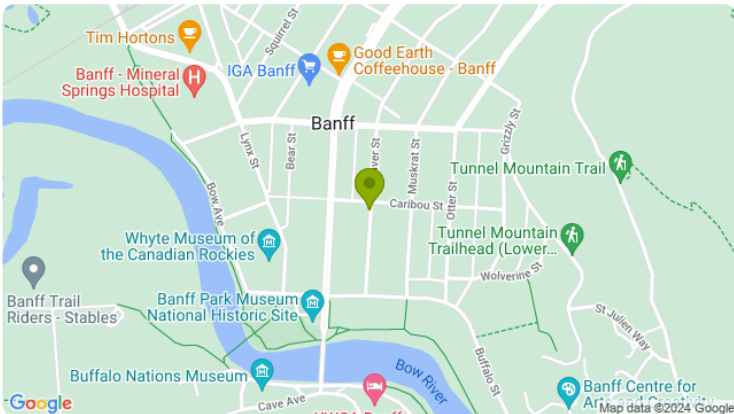 Squirrel St
Tim Hortons
Good Earth
Coffeehouse - Banff
IGA Banff
Banff - Mineral
Springs Hospital
Banff
Grizzly St
Lynx St
Bear St
Muskrat St
Otter St
Tunnel Mountain Trail
Bow Ave
Caribou St
Whyte Museum of
the Canadian Rockies
Tunnel Mountain
Trailhead (Lower...
Wolverine St
Banff Trail
Riders - Stables
Banff Park Museum
National Historic Site
St Julien Way
Buffalo St
Bow River
Buffalo Nations Museum
Banff Centre for
Arts and Creativity
Cave Ave
Google
Map data ©2024 Google